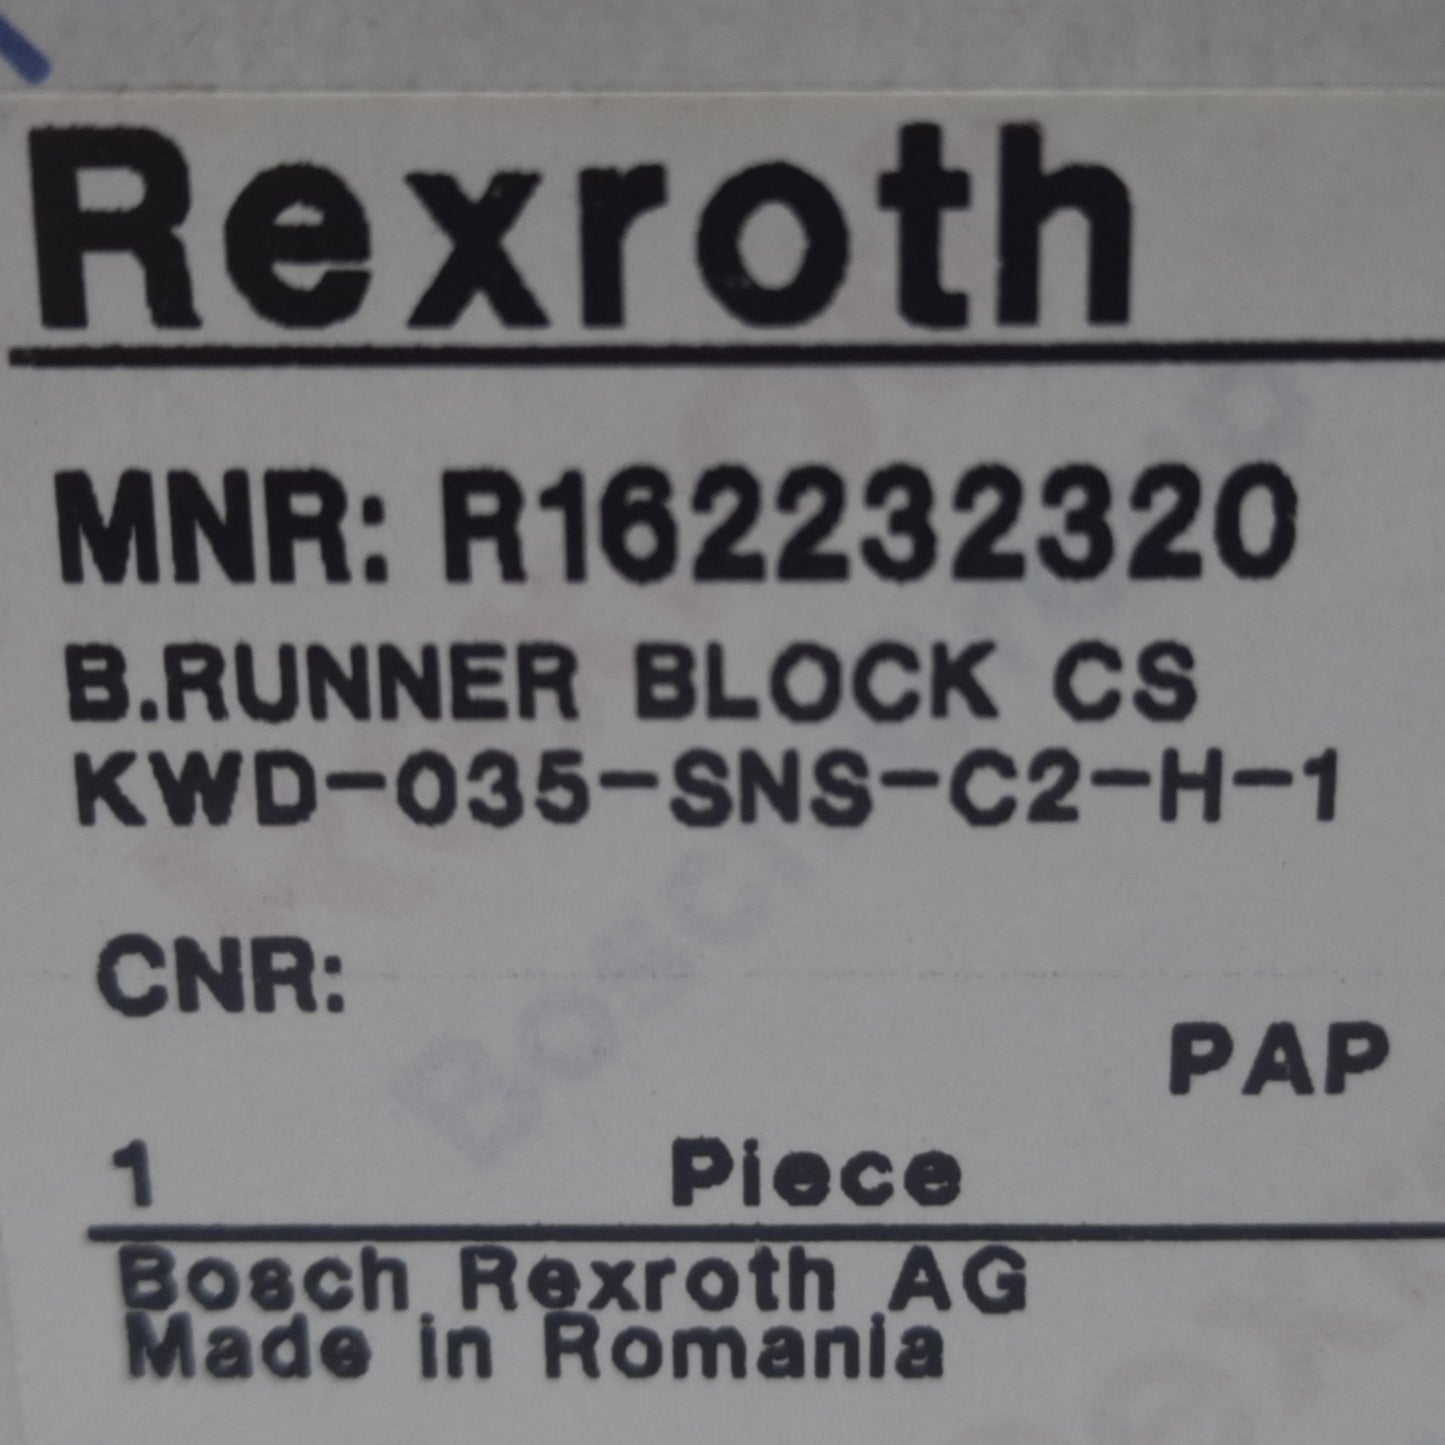 Rexroth
MNR: R162232320
B.RUNNER BLOCK CS
KWD-035-SNS-C2-H-1
CNR:
PAP
1 Piece
Bosch Rexroth AG
Made in Romania